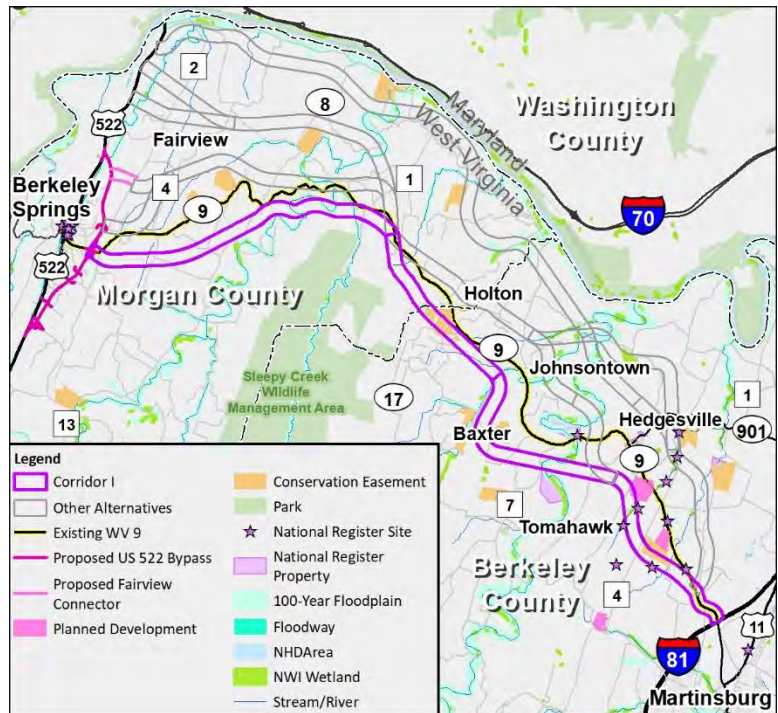 2
8
522
Fairview
Maryland
West Virginia
Washington
County
4
1
Berkeley
Springs
9
70
522
Morgan County
Holton
9
Johnsontown
Sleepy Creek
Wildlife
Management Area
17
1
Hedgesville
901
13
Baxter
9
7
Tomahawk
Berkeley
County
4
11
81
Martinsburg
Legend
Corridor I
Other Alternatives
Existing WV 9
Proposed US 522 Bypass
Proposed Fairview
Connector
Planned Development
Conservation Easement
Park
National Register Site
National Register
Property
100-Year Floodplain
Floodway
NHDArea
NWI Wetland
Stream/River